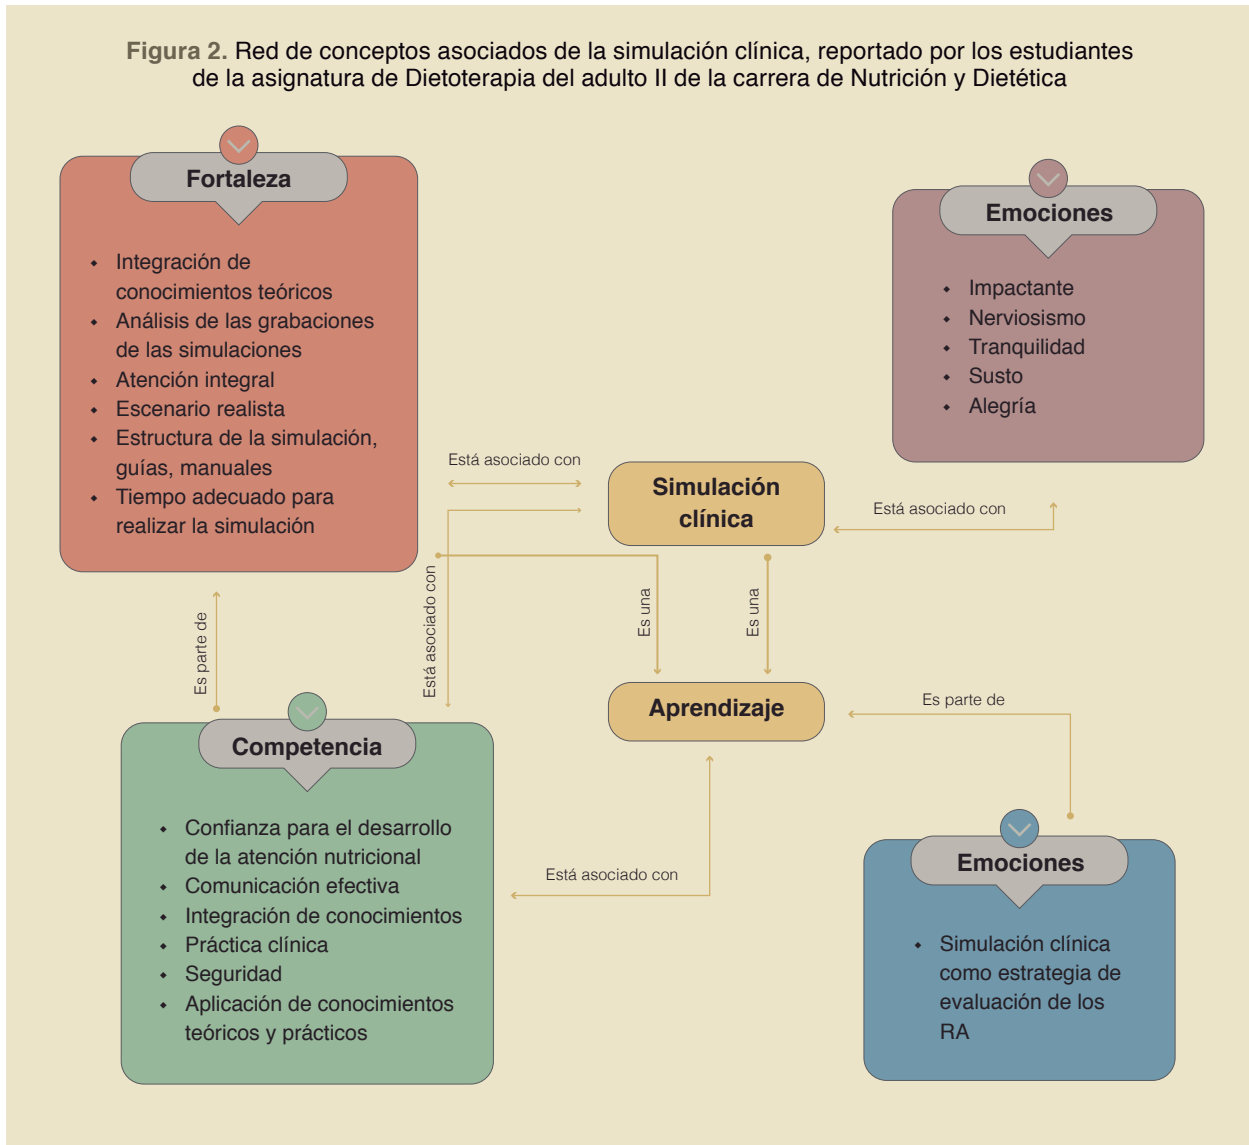 Figura 2. Red de conceptos asociados de la simulación clínica, reportado por los estudiantes
de la asignatura de Dietoterapia del adulto II de la carrera de Nutrición y Dietética
Fortaleza
• Integración de
conocimientos teóricos
• Análisis de las grabaciones
de las simulaciones
• Atención integral
• Escenario realista
• Estructura de la simulación,
guías, manuales
• Tiempo adecuado para
realizar la simulación
Emociones
• Impactante
• Nerviosismo
• Tranquilidad
• Susto
• Alegría
Está asociado con
Simulación
clínica
Está asociado con
Es parte de
Está asociado con
Es una
Es una
Aprendizaje
Es parte de
Competencia
• Confianza para el desarrollo
de la atención nutricional
• Comunicación efectiva
• Integración de conocimientos
• Práctica clínica
• Seguridad
• Aplicación de conocimientos
teóricos y prácticos
Está asociado con
Emociones
• Simulación clínica
como estrategia de
evaluación de los
RA